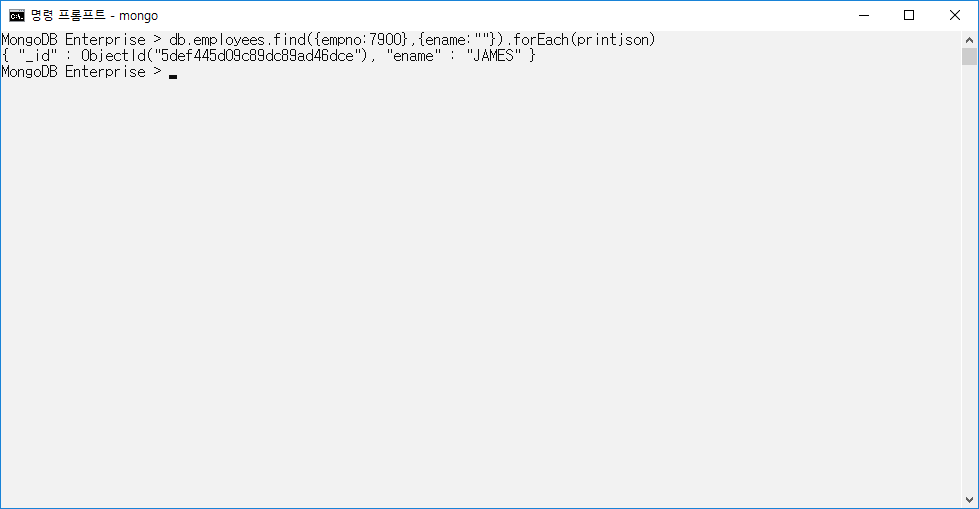 명령 프롬프트 - mongo
MongoDB Enterprise > db.employees.find({empno:7900},{ename:""}).forEach(printjson)
{ "_id" : ObjectId("5def445d09c89dc89ad46dce"), "ename" : "JAMES" }
MongoDB Enterprise >